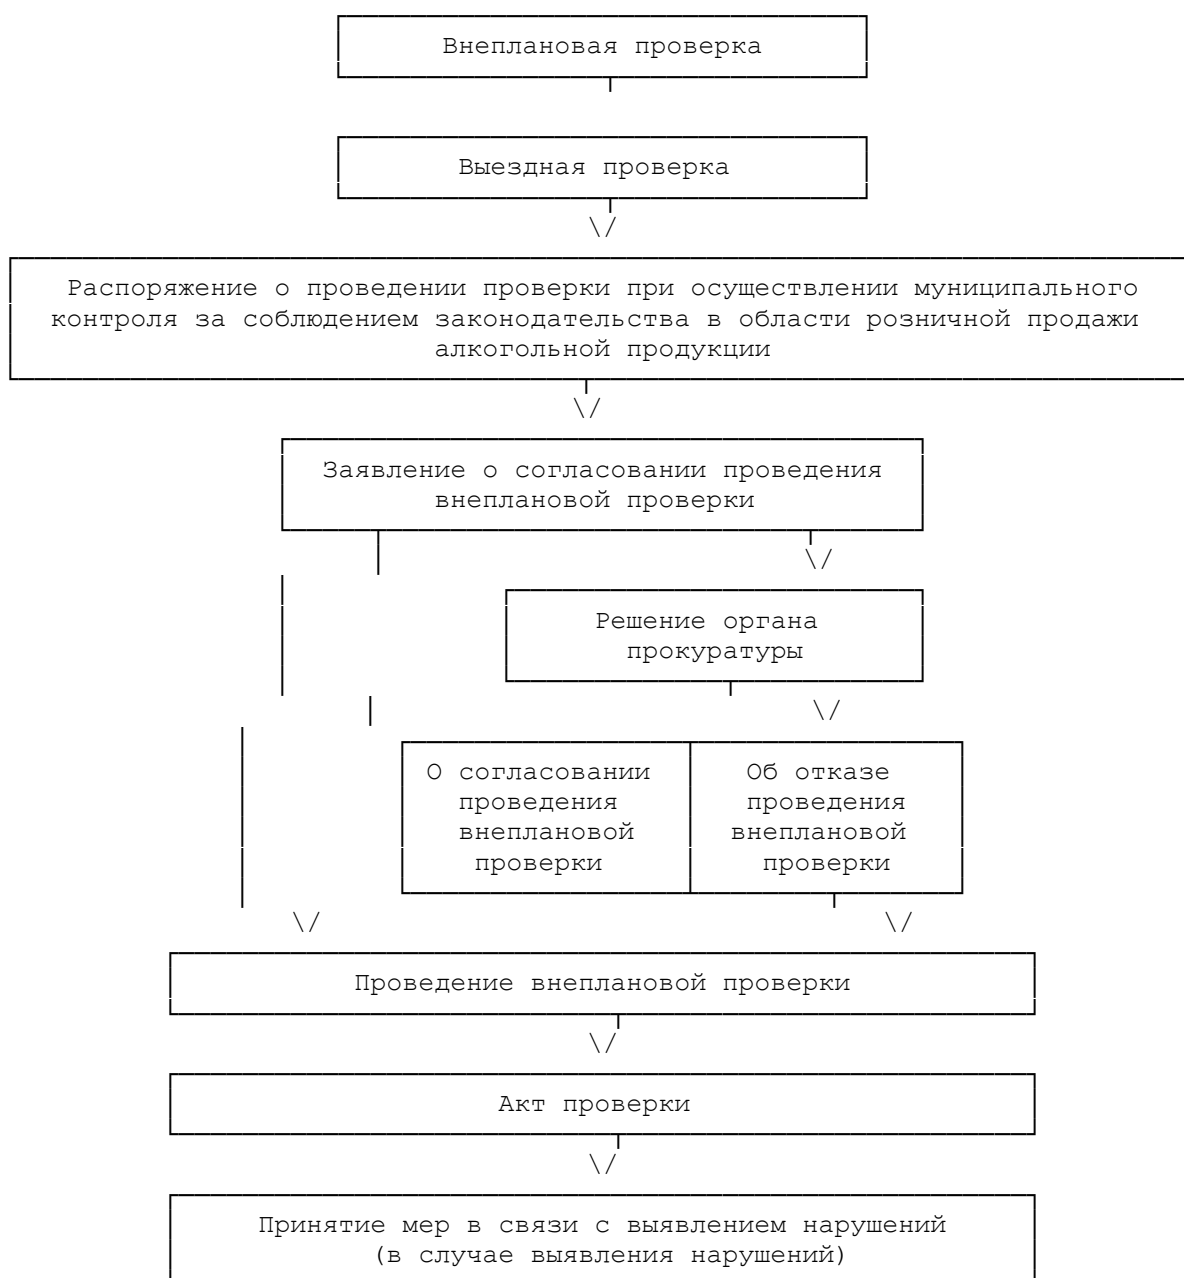 Внеплановая проверка
Выездная проверка
Распоряжение о проведении проверки при осуществлении муниципального
контроля за соблюдением законодательства в области розничной продажи
алкогольной продукции
Заявление о согласовании проведения
внеплановой проверки
Решение органа
прокуратуры
О согласовании
проведения
внеплановой
проверки
Об отказе
проведения
внеплановой
проверки
Проведение внеплановой проверки
Акт проверки
Принятие мер в связи с выявлением нарушений
(в случае выявления нарушений)